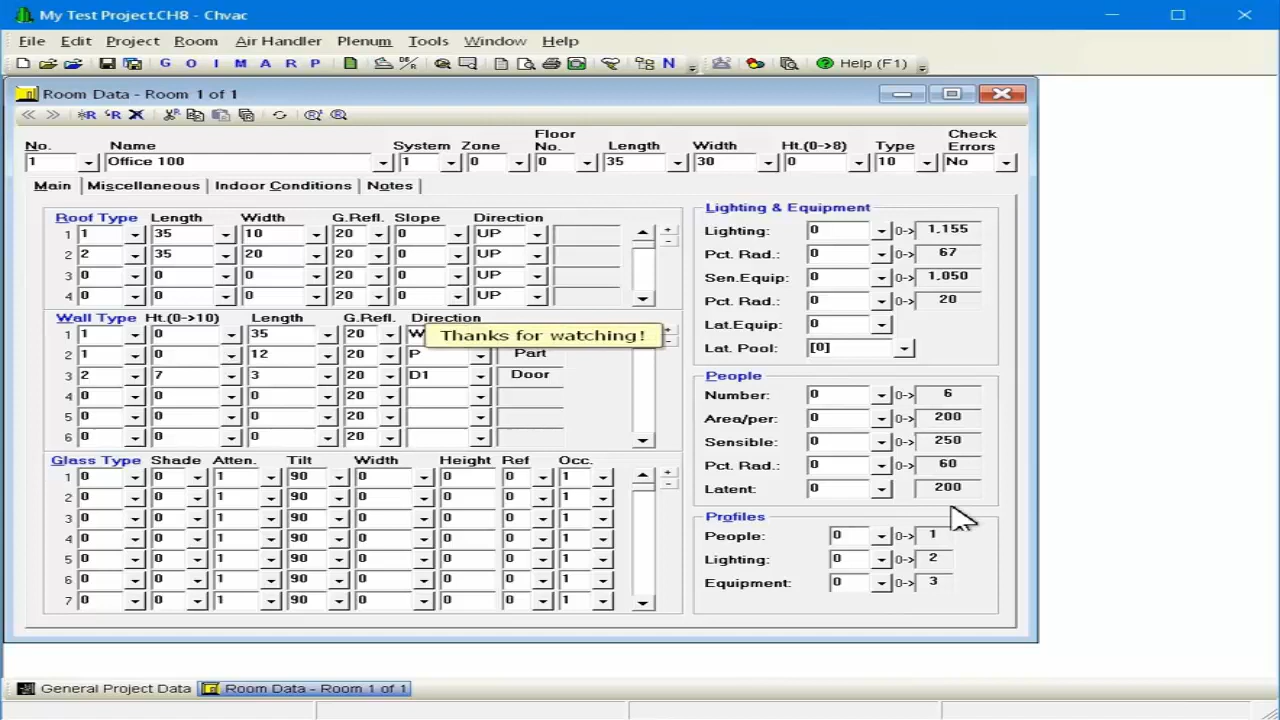 My Test Project.CH8 - Chvac
File Edit Project Room Air Handler Plenum Tools Window Help
G O I M A R P N Help (F1)
Room Data - Room 1 of 1
No. Name System Zone Floor No. Length Width Ht.(0->8) Type Check Errors
1 Office 100 1 0 0 35 30 0 10 No
Main Miscellaneous Indoor Conditions Notes
Roof Type Length Width G.Refl. Slope Direction
1 1 35 10 20 0 UP
2 2 35 20 20 0 UP
3 0 0 0 20 0 UP
4 0 0 0 20 0 UP
Wall Type Ht.(0->10) Length G.Refl. Direction
1 1 0 35 20 W
Thanks for watching!
2 1 0 12 20 P Part
3 2 7 3 20 D1 Door
4 0 0 0 20
5 0 0 0 20
6 0 0 0 20
Glass Type Shade Atten. Tilt Width Height Ref Occ.
1 0 0 1 90 0 0 0 1
2 0 0 1 90 0 0 0 1
3 0 0 1 90 0 0 0 1
4 0 0 1 90 0 0 0 1
5 0 0 1 90 0 0 0 1
6 0 0 1 90 0 0 0 1
7 0 0 1 90 0 0 0 1
Lighting & Equipment
Lighting: 0 0-> 1,155
Pct. Rad.: 0 0-> 67
Sen.Equip: 0 0-> 1,050
Pct. Rad.: 0 0-> 20
Lat.Equip: 0
Lat. Pool: [0]
People
Number: 0 0-> 6
Area/per: 0 0-> 200
Sensible: 0 0-> 250
Pct. Rad.: 0 0-> 60
Latent: 0 200
Profiles
People: 0 0-> 1
Lighting: 0 0-> 2
Equipment: 0 0-> 3
General Project Data Room Data - Room 1 of 1